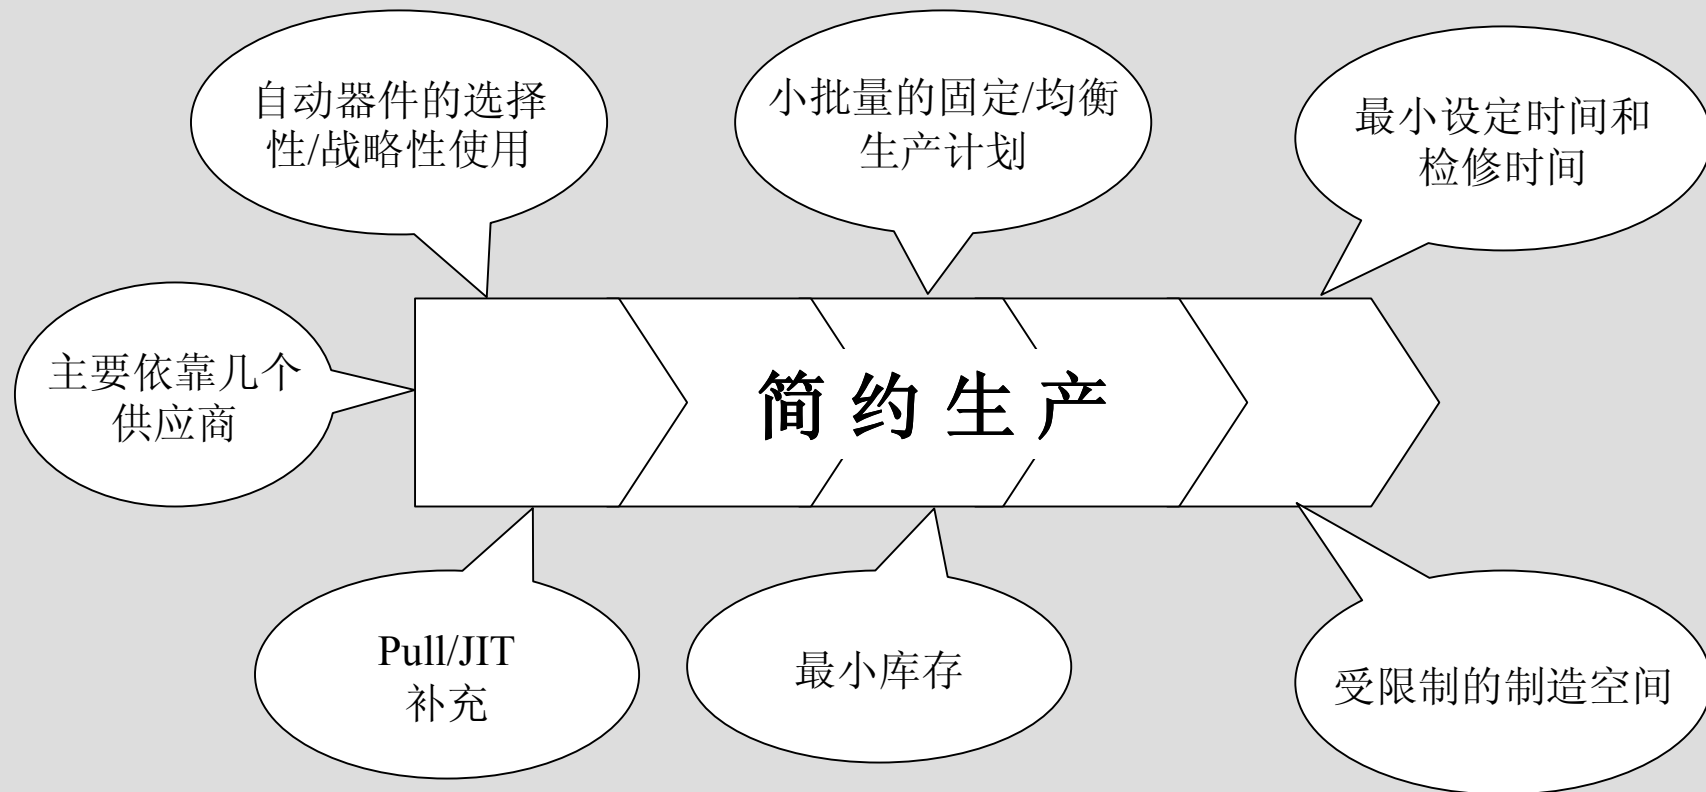 自动器件的选择
性/战略性使用
小批量的固定/均衡
生产计划
最小设定时间和
检修时间
主要依靠几个
供应商
简约生产
Pull/JIT
补充
最小库存
受限制的制造空间